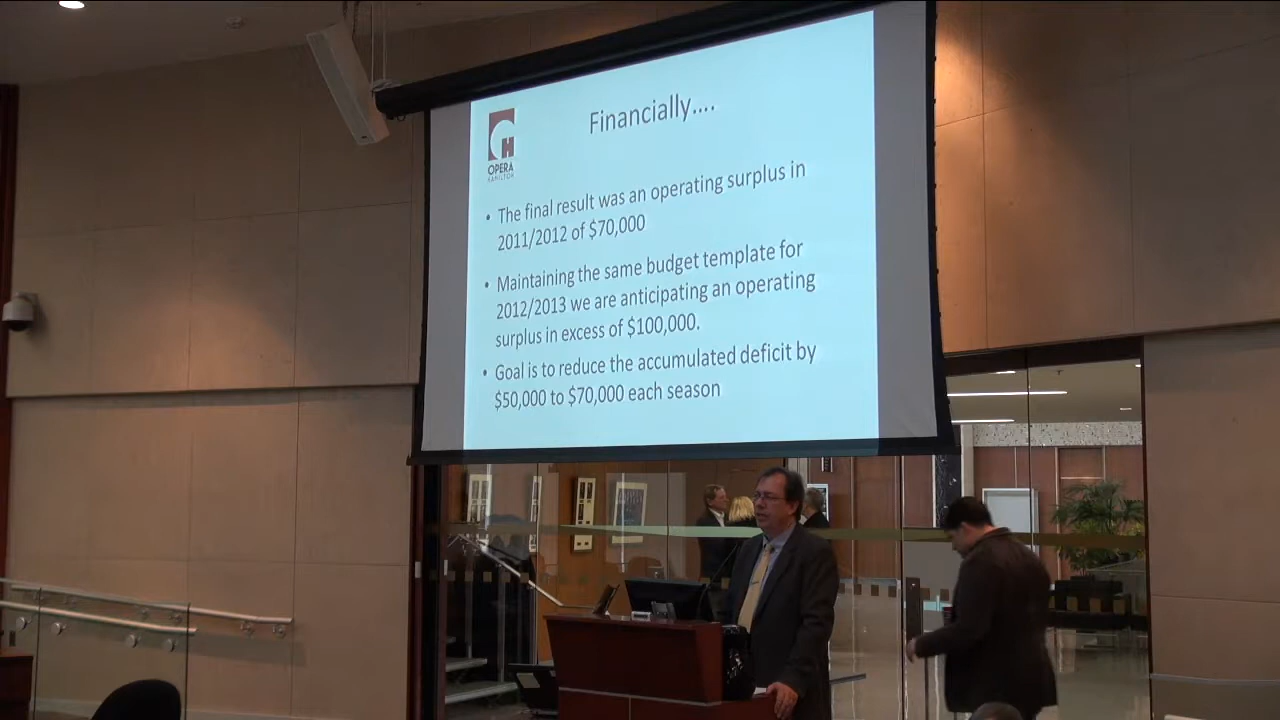 Financially....
OPERA
HAMILTON
• The final result was an operating surplus in
2011/2012 of $70,000
• Maintaining the same budget template for
2012/2013 we are anticipating an operating
surplus in excess of $100,000.
• Goal is to reduce the accumulated deficit by
$50,000 to $70,000 each season